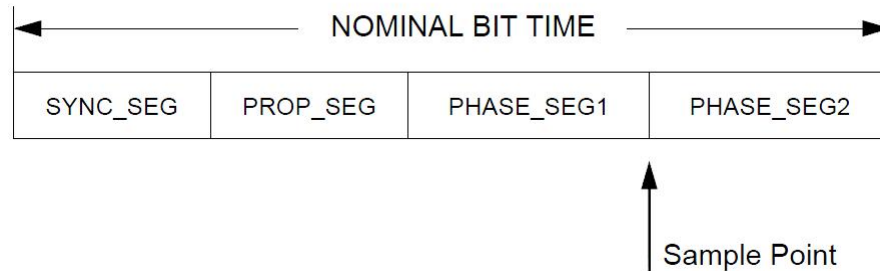 NOMINAL BIT TIME
SYNC_SEG PROP_SEG PHASE_SEG1 PHASE_SEG2
Sample Point